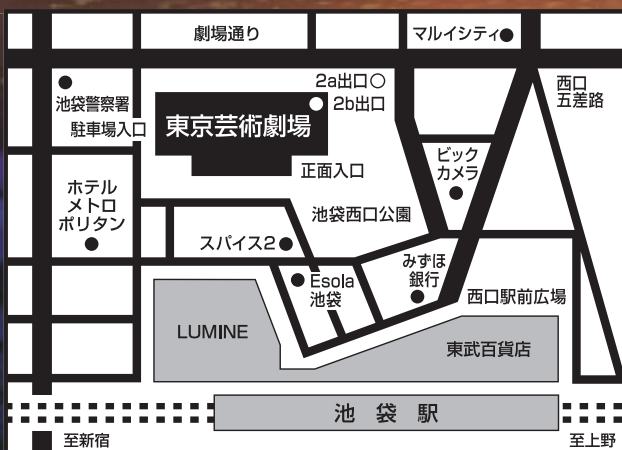 劇場通り
マルイシティ
2a出口
2b出口
西口
五差路
池袋警察署
駐車場入口
東京芸術劇場
正面入口
ビック
カメラ
ホテル
メトロ
ポリタン
池袋西口公園
スパイス2
みずほ
銀行
Esola
池袋
西口駅前広場
LUMINE
東武百貨店
池袋駅
至新宿
至上野